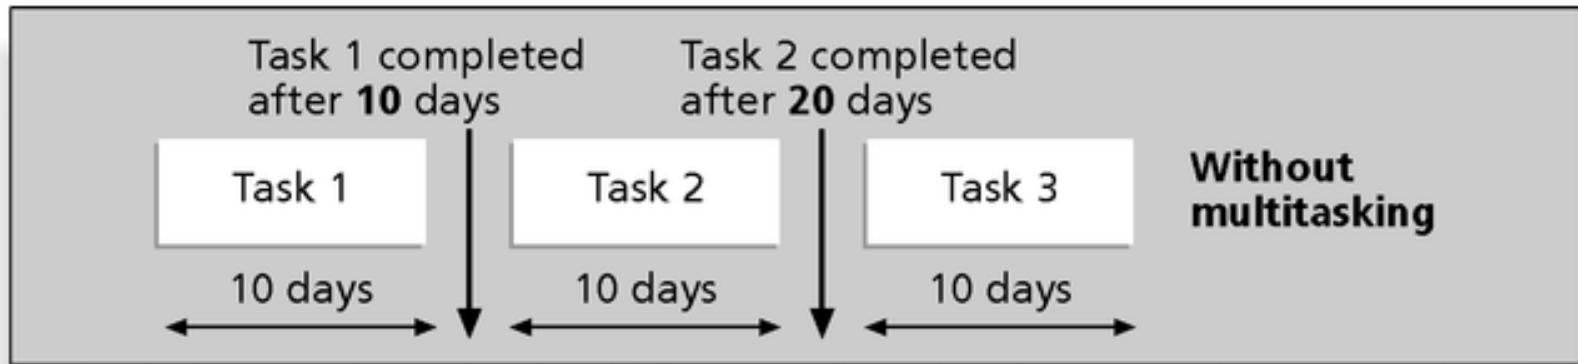 Task 1 completed
after 10 days
Task 2 completed
after 20 days
Task 1
Task 2
Task 3
Without
multitasking
10 days
10 days
10 days